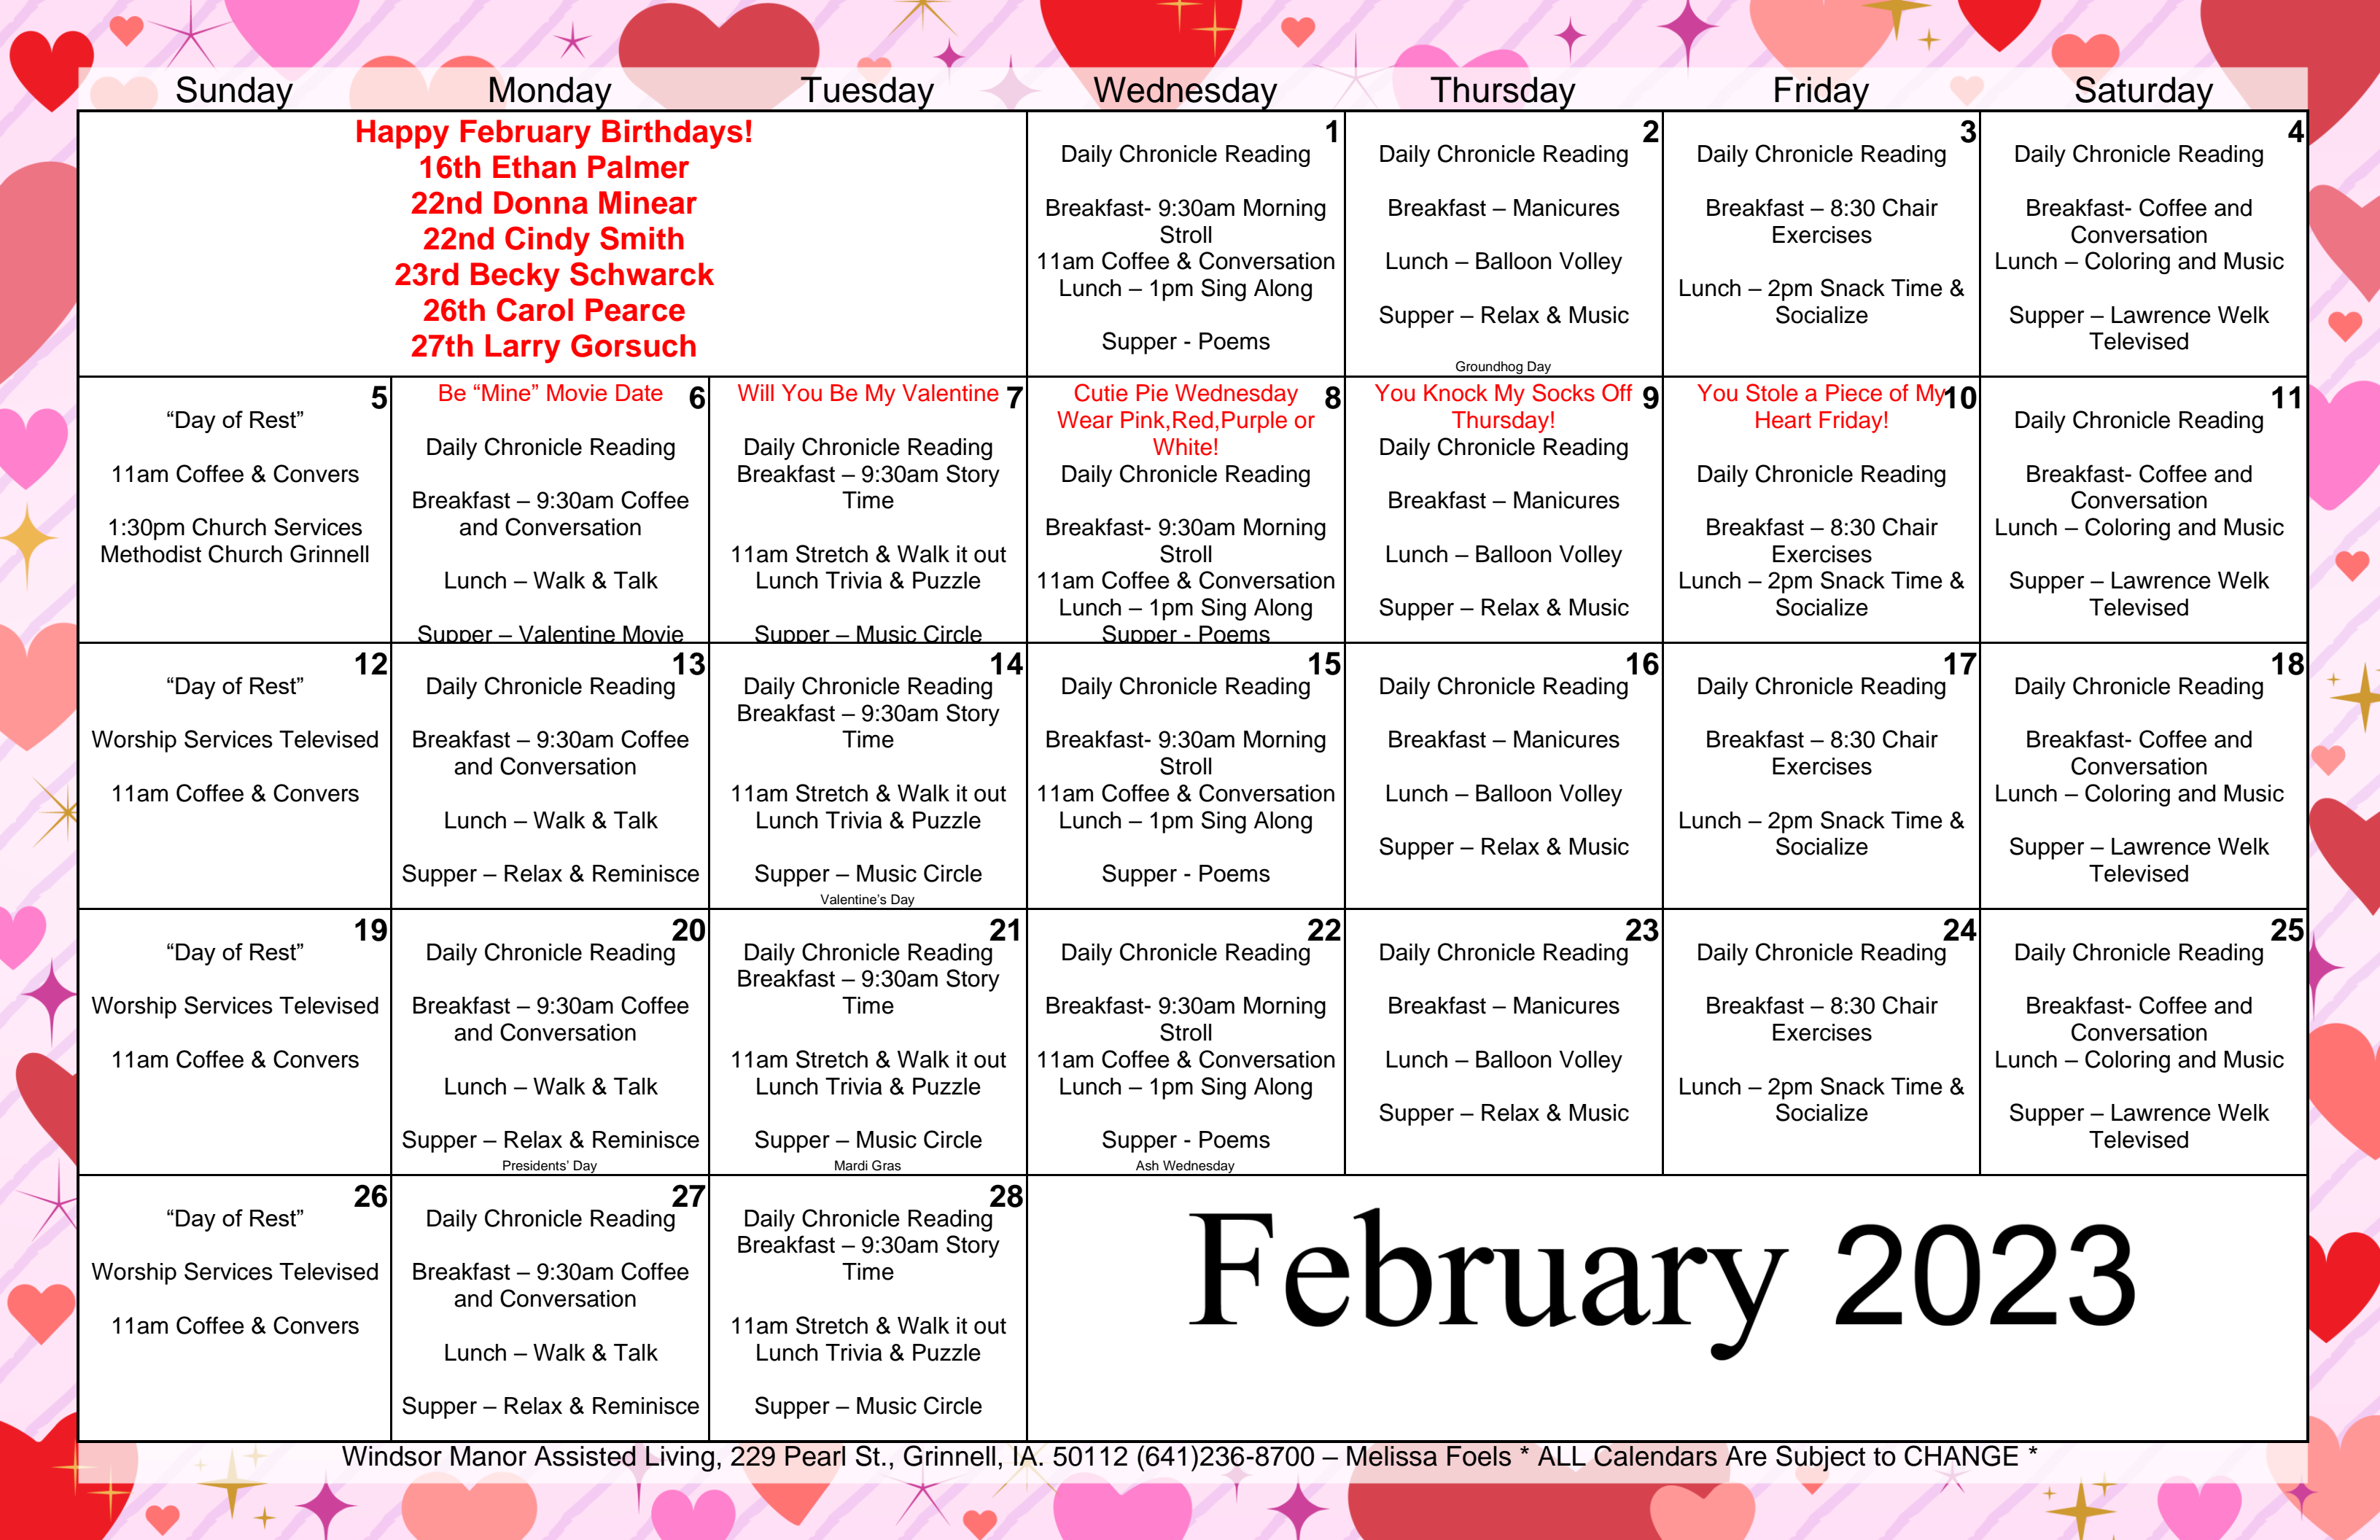 Sunday Monday Tuesday Wednesday Thursday Friday Saturday
Happy February Birthdays!
16th Ethan Palmer
22nd Donna Minear
22nd Cindy Smith
23rd Becky Schwarck
26th Carol Pearce
27th Larry Gorsuch
1
Daily Chronicle Reading
Breakfast- 9:30am Morning
Stroll
11am Coffee & Conversation
Lunch – 1pm Sing Along
Supper - Poems
2
Daily Chronicle Reading
Breakfast – Manicures
Lunch – Balloon Volley
Supper – Relax & Music
Groundhog Day
3
Daily Chronicle Reading
Breakfast – 8:30 Chair
Exercises
Lunch – 2pm Snack Time &
Socialize
4
Daily Chronicle Reading
Breakfast- Coffee and
Conversation
Lunch – Coloring and Music
Supper – Lawrence Welk
Televised
5
“Day of Rest”
11am Coffee & Convers
1:30pm Church Services
Methodist Church Grinnell
Be “Mine” Movie Date 6
Daily Chronicle Reading
Breakfast – 9:30am Coffee
and Conversation
Lunch – Walk & Talk
Supper – Valentine Movie
Will You Be My Valentine 7
Daily Chronicle Reading
Breakfast – 9:30am Story
Time
11am Stretch & Walk it out
Lunch Trivia & Puzzle
Supper – Music Circle
Cutie Pie Wednesday 8
Wear Pink,Red,Purple or
White!
Daily Chronicle Reading
Breakfast- 9:30am Morning
Stroll
11am Coffee & Conversation
Lunch – 1pm Sing Along
Supper - Poems
You Knock My Socks Off 9
Thursday!
Daily Chronicle Reading
Breakfast – Manicures
Lunch – Balloon Volley
Supper – Relax & Music
You Stole a Piece of My 10
Heart Friday!
Daily Chronicle Reading
Breakfast – 8:30 Chair
Exercises
Lunch – 2pm Snack Time &
Socialize
11
Daily Chronicle Reading
Breakfast- Coffee and
Conversation
Lunch – Coloring and Music
Supper – Lawrence Welk
Televised
12
“Day of Rest”
Worship Services Televised
11am Coffee & Convers
13
Daily Chronicle Reading
Breakfast – 9:30am Coffee
and Conversation
Lunch – Walk & Talk
Supper – Relax & Reminisce
14
Daily Chronicle Reading
Breakfast – 9:30am Story
Time
11am Stretch & Walk it out
Lunch Trivia & Puzzle
Supper – Music Circle
Valentine’s Day
15
Daily Chronicle Reading
Breakfast- 9:30am Morning
Stroll
11am Coffee & Conversation
Lunch – 1pm Sing Along
Supper - Poems
16
Daily Chronicle Reading
Breakfast – Manicures
Lunch – Balloon Volley
Supper – Relax & Music
17
Daily Chronicle Reading
Breakfast – 8:30 Chair
Exercises
Lunch – 2pm Snack Time &
Socialize
18
Daily Chronicle Reading
Breakfast- Coffee and
Conversation
Lunch – Coloring and Music
Supper – Lawrence Welk
Televised
19
“Day of Rest”
Worship Services Televised
11am Coffee & Convers
20
Daily Chronicle Reading
Breakfast – 9:30am Coffee
and Conversation
Lunch – Walk & Talk
Supper – Relax & Reminisce
Presidents’ Day
21
Daily Chronicle Reading
Breakfast – 9:30am Story
Time
11am Stretch & Walk it out
Lunch Trivia & Puzzle
Supper – Music Circle
Mardi Gras
22
Daily Chronicle Reading
Breakfast- 9:30am Morning
Stroll
11am Coffee & Conversation
Lunch – 1pm Sing Along
Supper - Poems
Ash Wednesday
23
Daily Chronicle Reading
Breakfast – Manicures
Lunch – Balloon Volley
Supper – Relax & Music
24
Daily Chronicle Reading
Breakfast – 8:30 Chair
Exercises
Lunch – 2pm Snack Time &
Socialize
25
Daily Chronicle Reading
Breakfast- Coffee and
Conversation
Lunch – Coloring and Music
Supper – Lawrence Welk
Televised
26
“Day of Rest”
Worship Services Televised
11am Coffee & Convers
27
Daily Chronicle Reading
Breakfast – 9:30am Coffee
and Conversation
Lunch – Walk & Talk
Supper – Relax & Reminisce
28
Daily Chronicle Reading
Breakfast – 9:30am Story
Time
11am Stretch & Walk it out
Lunch Trivia & Puzzle
Supper – Music Circle
February 2023
Windsor Manor Assisted Living, 229 Pearl St., Grinnell, IA. 50112 (641)236-8700 – Melissa Foels * ALL Calendars Are Subject to CHANGE *